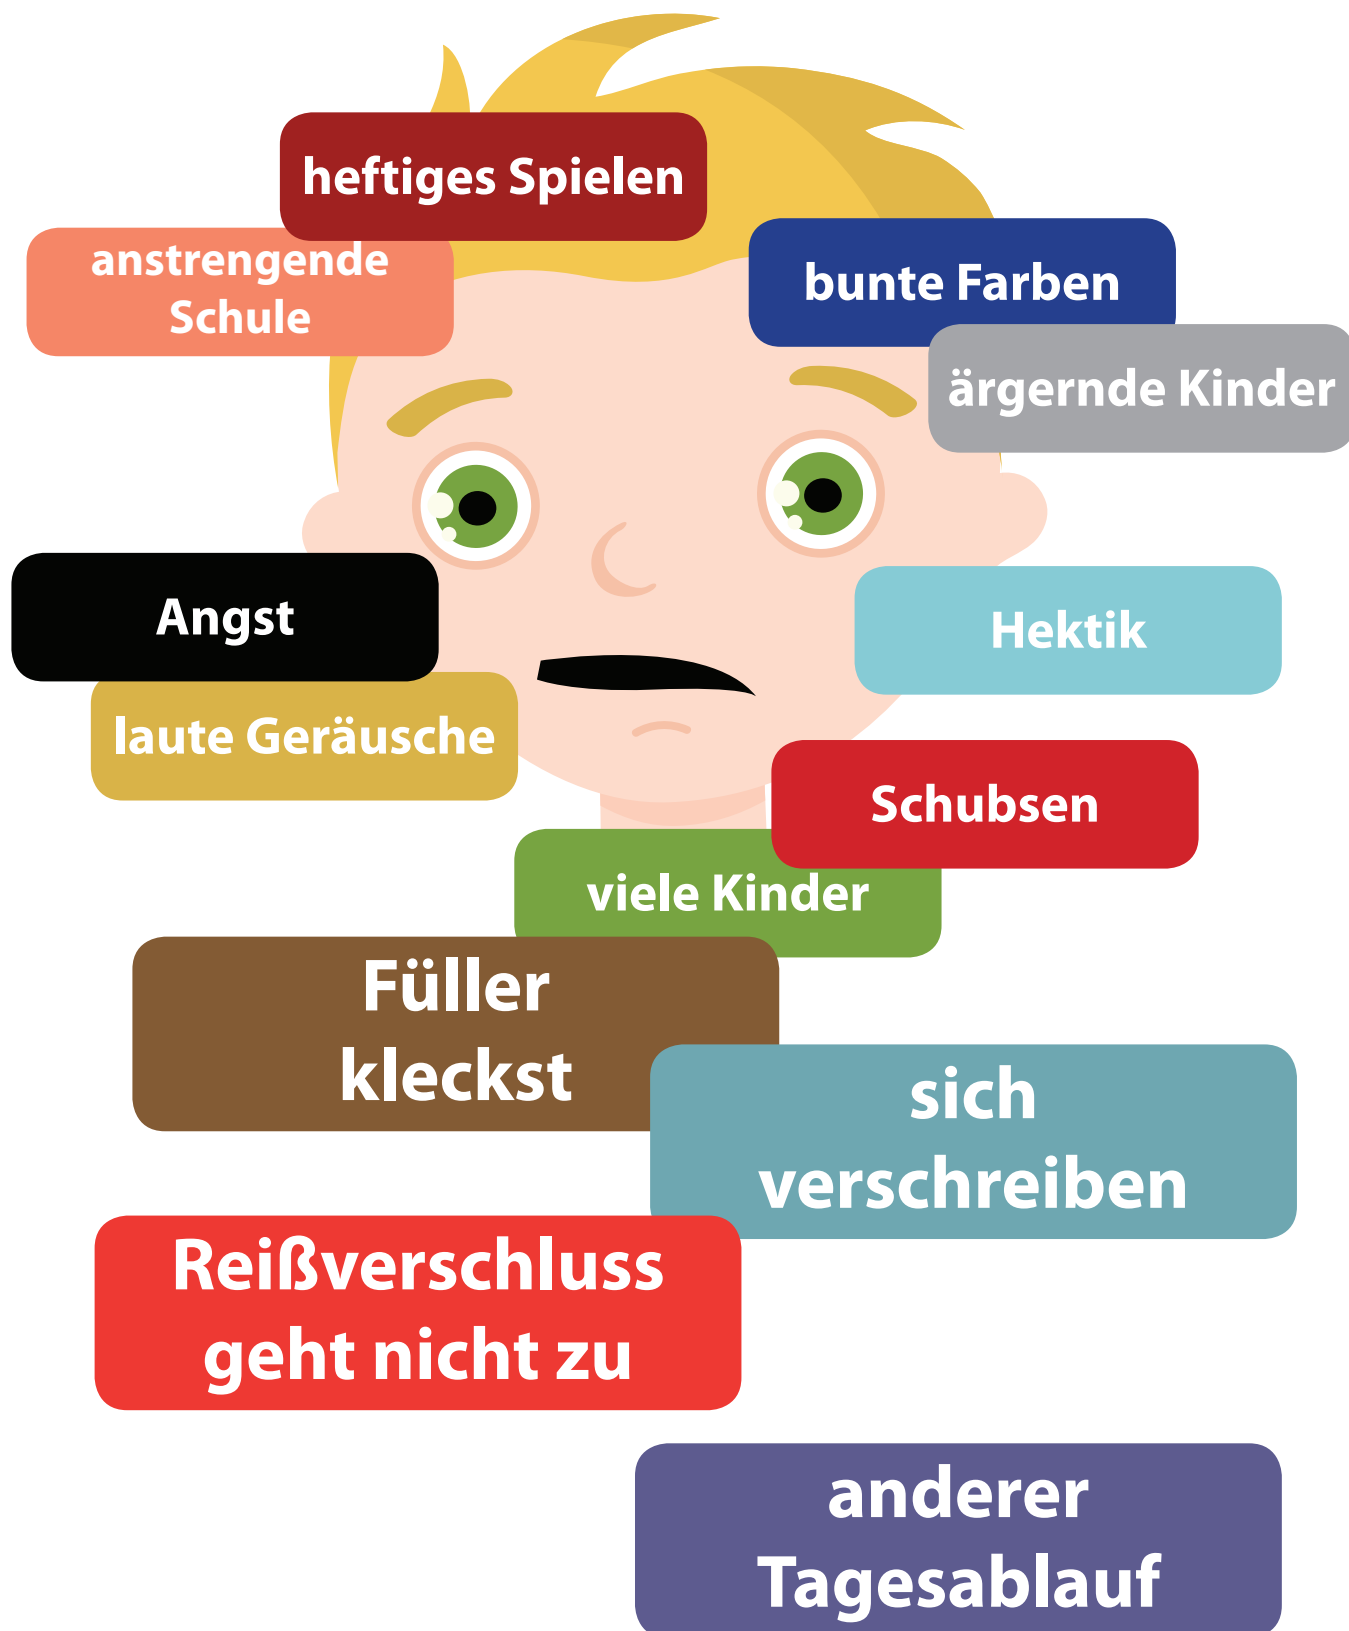 heftiges Spielen
anstrengende
Schule
bunte Farben
ärgernde Kinder
Angst
Hektik
laute Geräusche
Schubsen
viele Kinder
Füller
kleckst
sich
verschreiben
Reißverschluss
geht nicht zu
anderer
Tagesablauf